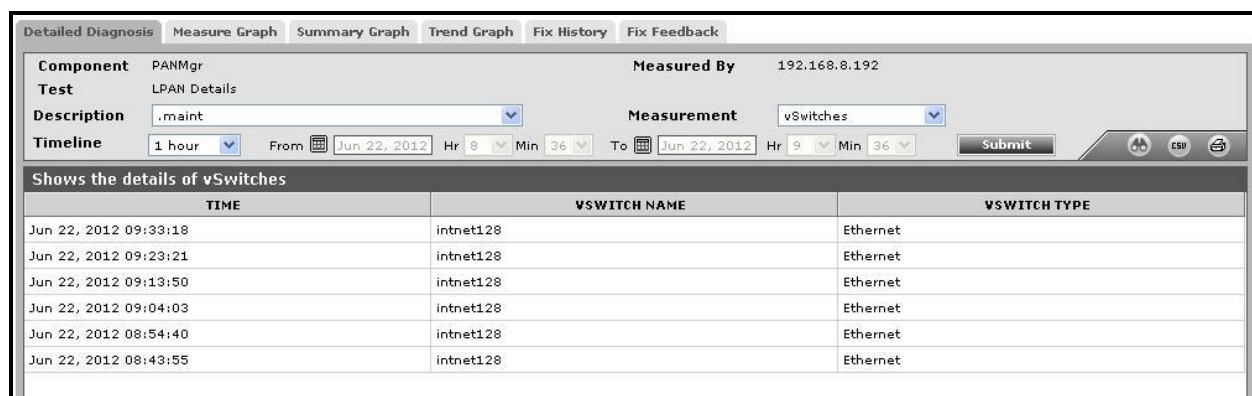 Detailed Diagnosis Measure Graph Summary Graph Trend Graph Fix History Fix Feedback
Component PANMgr Measured By 192.168.8.192
Test LPAN Details
Description .maint Measurement vSwitches
Timeline 1 hour From Jun 22, 2012 Hr 8 Min 36 To Jun 22, 2012 Hr 9 Min 36 Submit CSV
Shows the details of vSwitches
TIME VSWITCH NAME VSWITCH TYPE
Jun 22, 2012 09:33:18 intnet128 Ethernet
Jun 22, 2012 09:23:21 intnet128 Ethernet
Jun 22, 2012 09:13:50 intnet128 Ethernet
Jun 22, 2012 09:04:03 intnet128 Ethernet
Jun 22, 2012 08:54:40 intnet128 Ethernet
Jun 22, 2012 08:43:55 intnet128 Ethernet